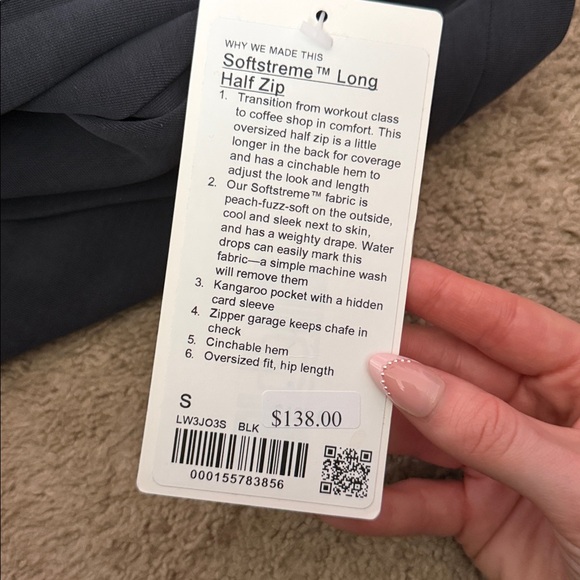 WHY WE MADE THIS
Softstreme™ Long
Half Zip
1. Transition from workout class
to coffee shop in comfort. This
oversized half zip is a little
longer in the back for coverage
and has a cinchable hem to
adjust the look and length
2. Our Softstreme™ fabric is
peach-fuzz-soft on the outside,
cool and sleek next to skin,
and has a weighty drape. Water
drops can easily mark this
fabric—a simple machine wash
will remove them
3. Kangaroo pocket with a hidden
card sleeve
4. Zipper garage keeps chafe in
check
5. Cinchable hem
6. Oversized fit, hip length
S
LW3JO3S BLK $138.00
000155783856